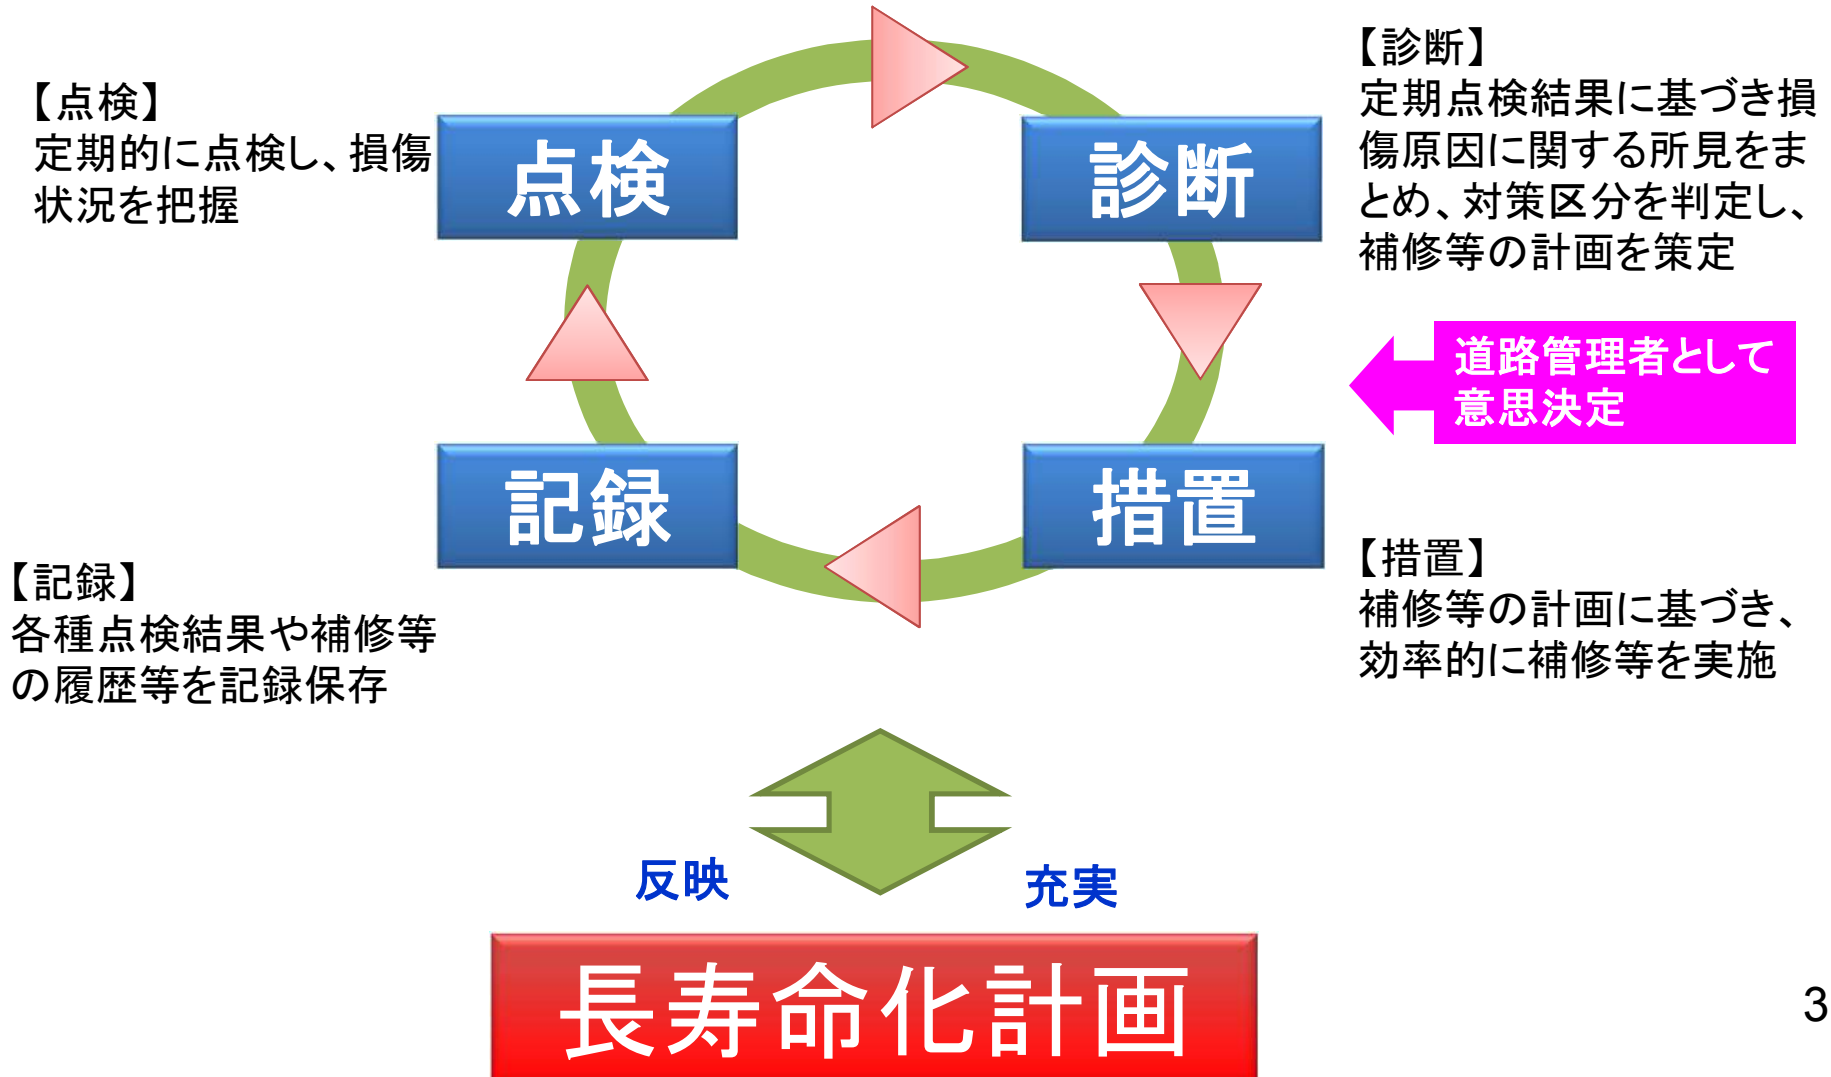 【点検】
定期的に点検し、損傷
状況を把握
点検
診断
【診断】
定期点検結果に基づき損
傷原因に関する所見をま
とめ、対策区分を判定し、
補修等の計画を策定
道路管理者として
意思決定
記録
措置
【記録】
各種点検結果や補修等
の履歴等を記録保存
【措置】
補修等の計画に基づき、
効率的に補修等を実施
反映
充実
長寿命化計画
3